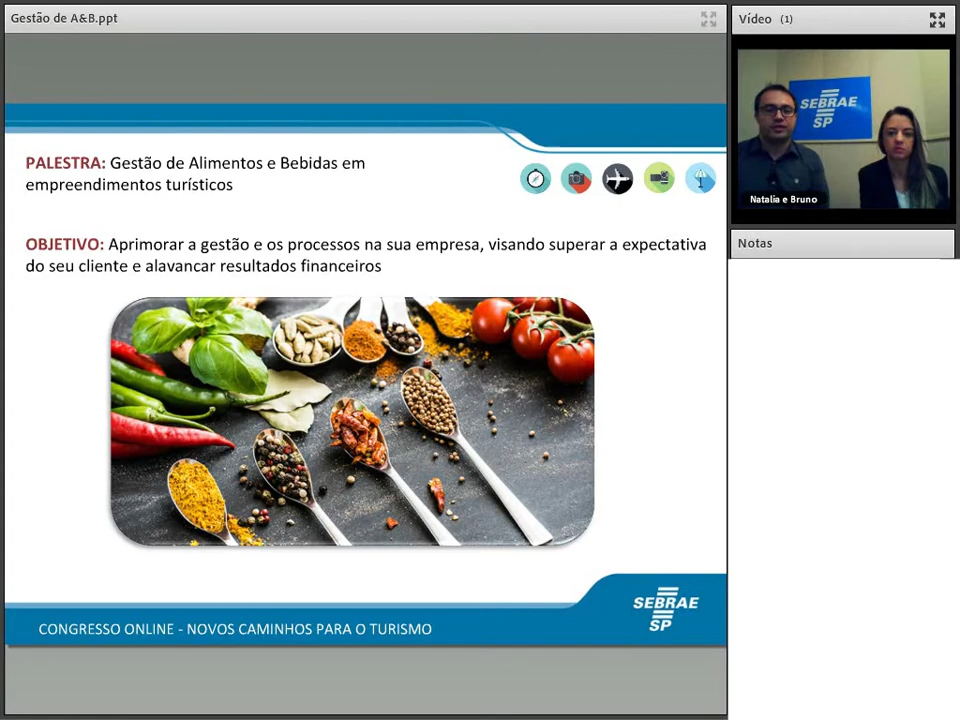 Gestão de A&B.ppt
PALESTRA: Gestão de Alimentos e Bebidas em
empreendimentos turísticos
OBJETIVO: Aprimorar a gestão e os processos na sua empresa, visando superar a expectativa
do seu cliente e alavancar resultados financeiros
SEBRAE
SP
CONGRESSO ONLINE - NOVOS CAMINHOS PARA O TURISMO
Vídeo (1)
SEBRAE
SP
Natalia e Bruno
Notas